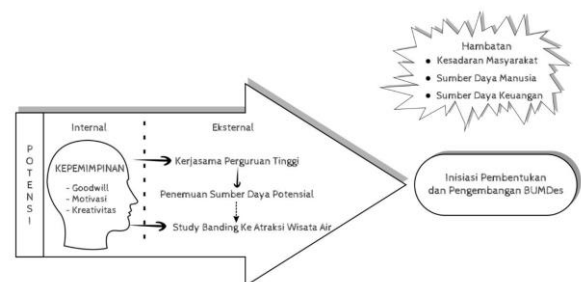 Hambatan
• Kesadaran Masyarakat
• Sumber Daya Manusia
• Sumber Daya Keuangan
POTENSI
Internal
Eksternal
KEPEMIMPINAN
- Goodwill
- Motivasi
- Kreativitas
Kerjasama Perguruan Tinggi
Penemuan Sumber Daya Potensial
Study Banding Ke Atraksi Wisata Air
Inisiasi Pembentukan
dan Pengembangan BUMDes